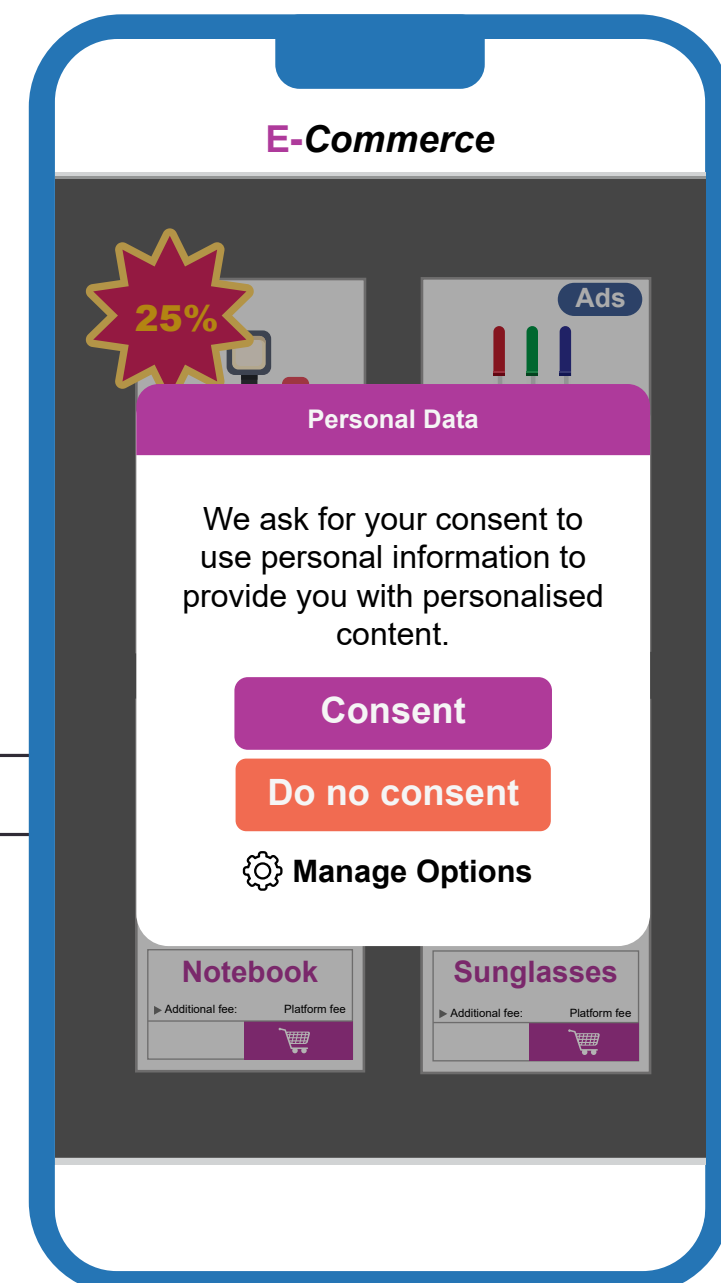 E-Commerce
25%
Ads
Personal Data
We ask for your consent to
use personal information to
provide you with personalised
content.
Consent
Do no consent
Manage Options
Notebook
Additional fee: Platform fee
Sunglasses
Additional fee: Platform fee